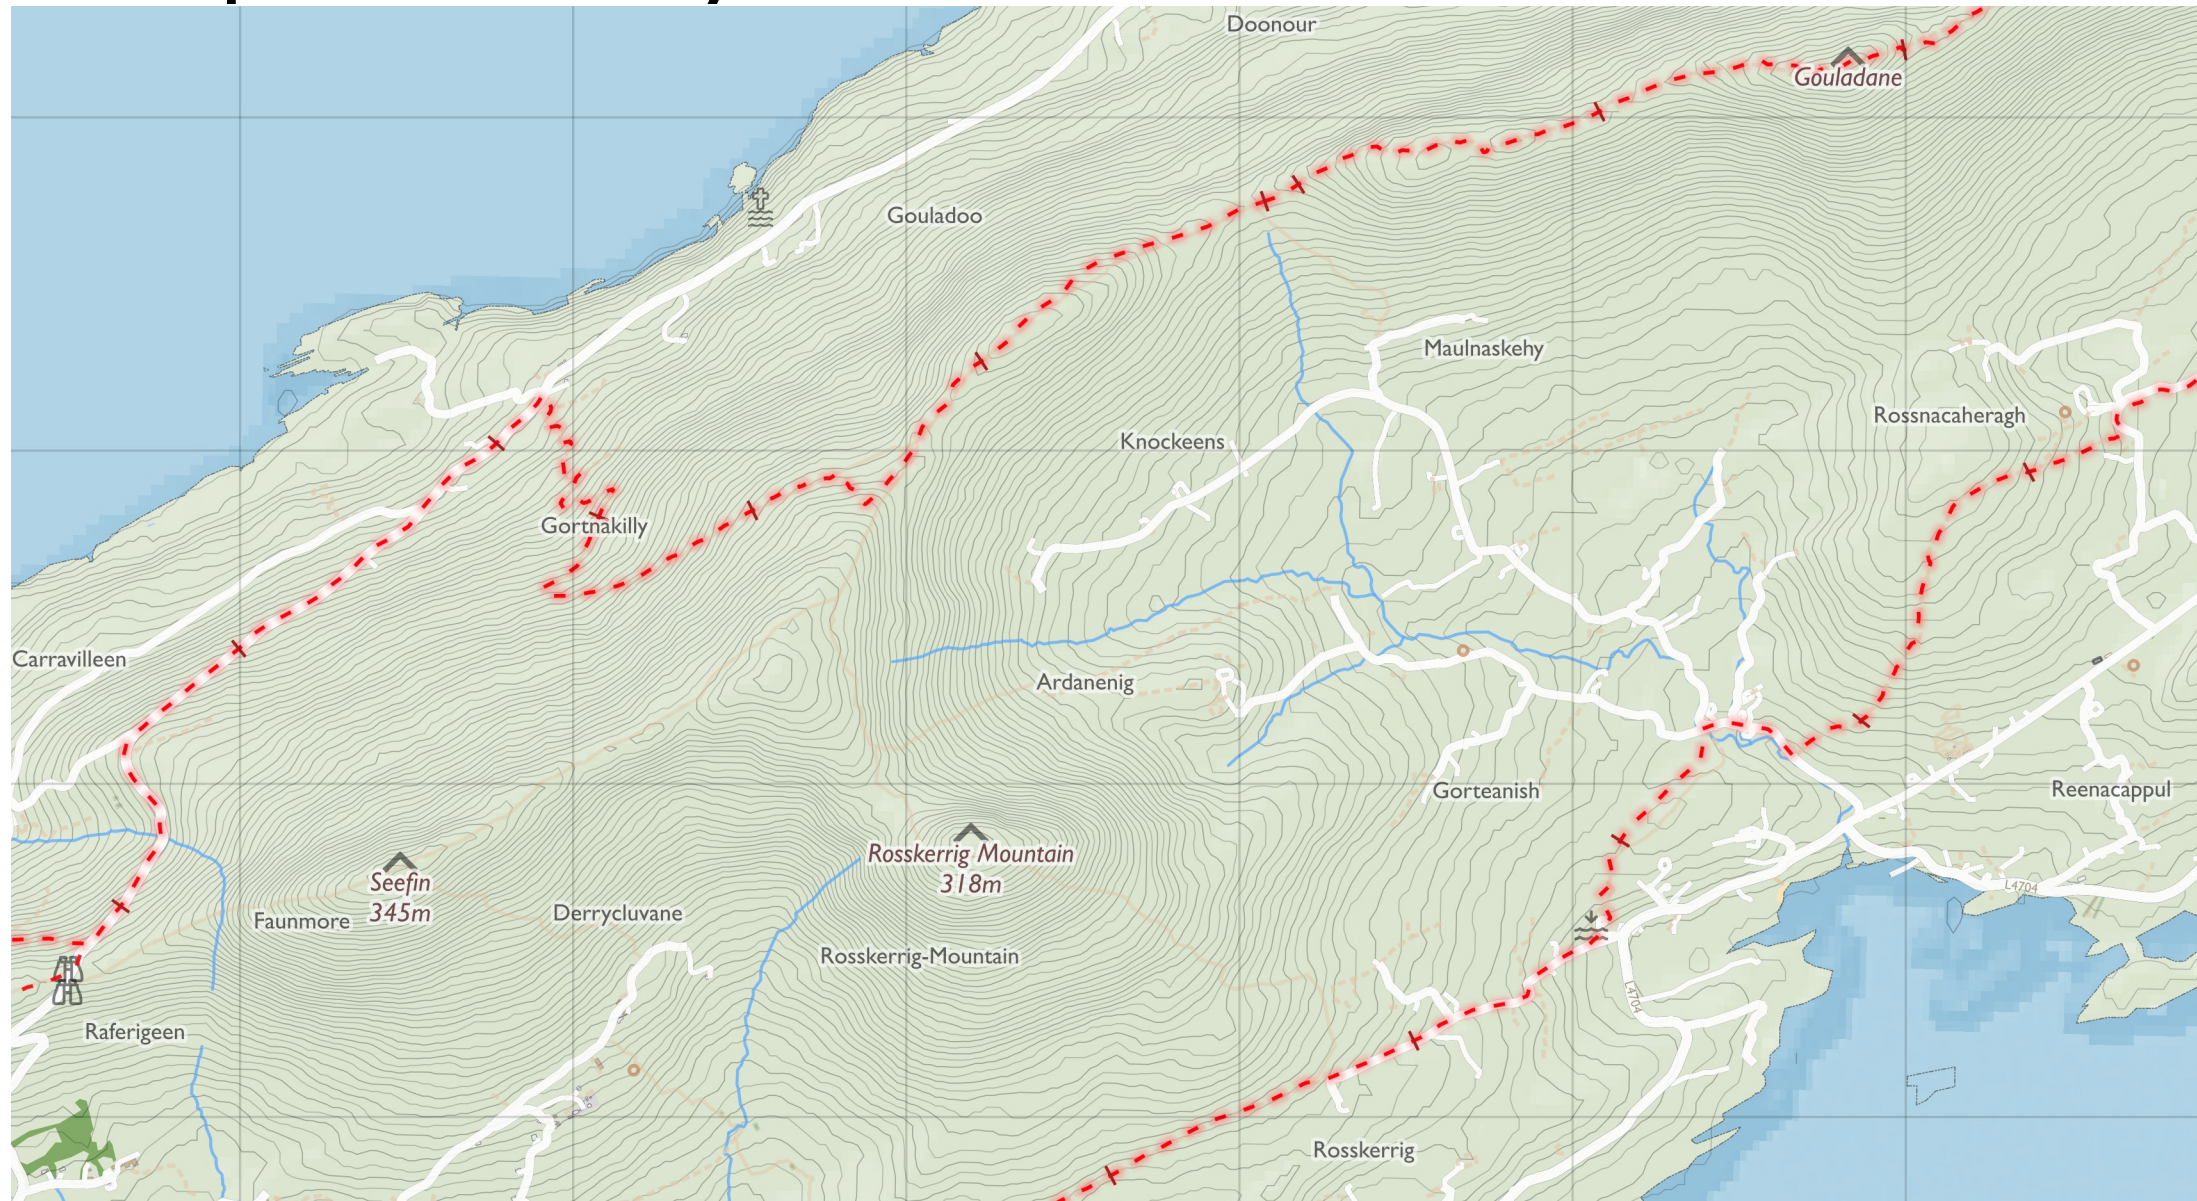 Doonour
Gouladane
Gouladoo
Maulnaskehy
Rossnacaheragh
Knockeens
Gortnakilly
Carravilleen
Ardanenig
Gorteanish
Reenacappul
Rosskerrig Mountain
318m
Seefin
345m
Faunmore
Derrycluvane
L4704
Rosskerrig-Mountain
L4704
Raferigeen
Rosskerrig